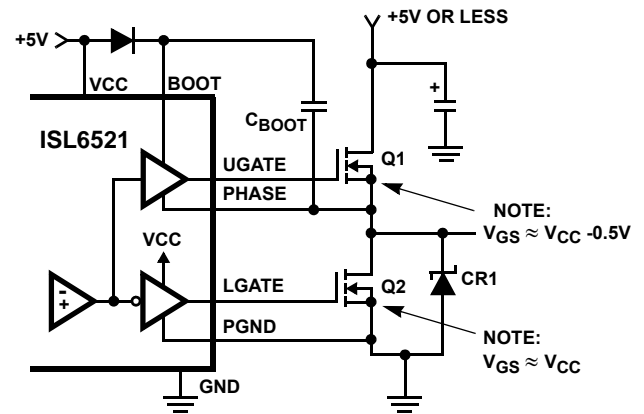 +5V OR LESS
+5V
VCC
BOOT
+
CBOOT
ISL6521
UGATE
Q1
PHASE
NOTE:
VGS ≈ VCC -0.5V
VCC
-
+
LGATE
Q2
CR1
PGND
NOTE:
VGS ≈ VCC
GND